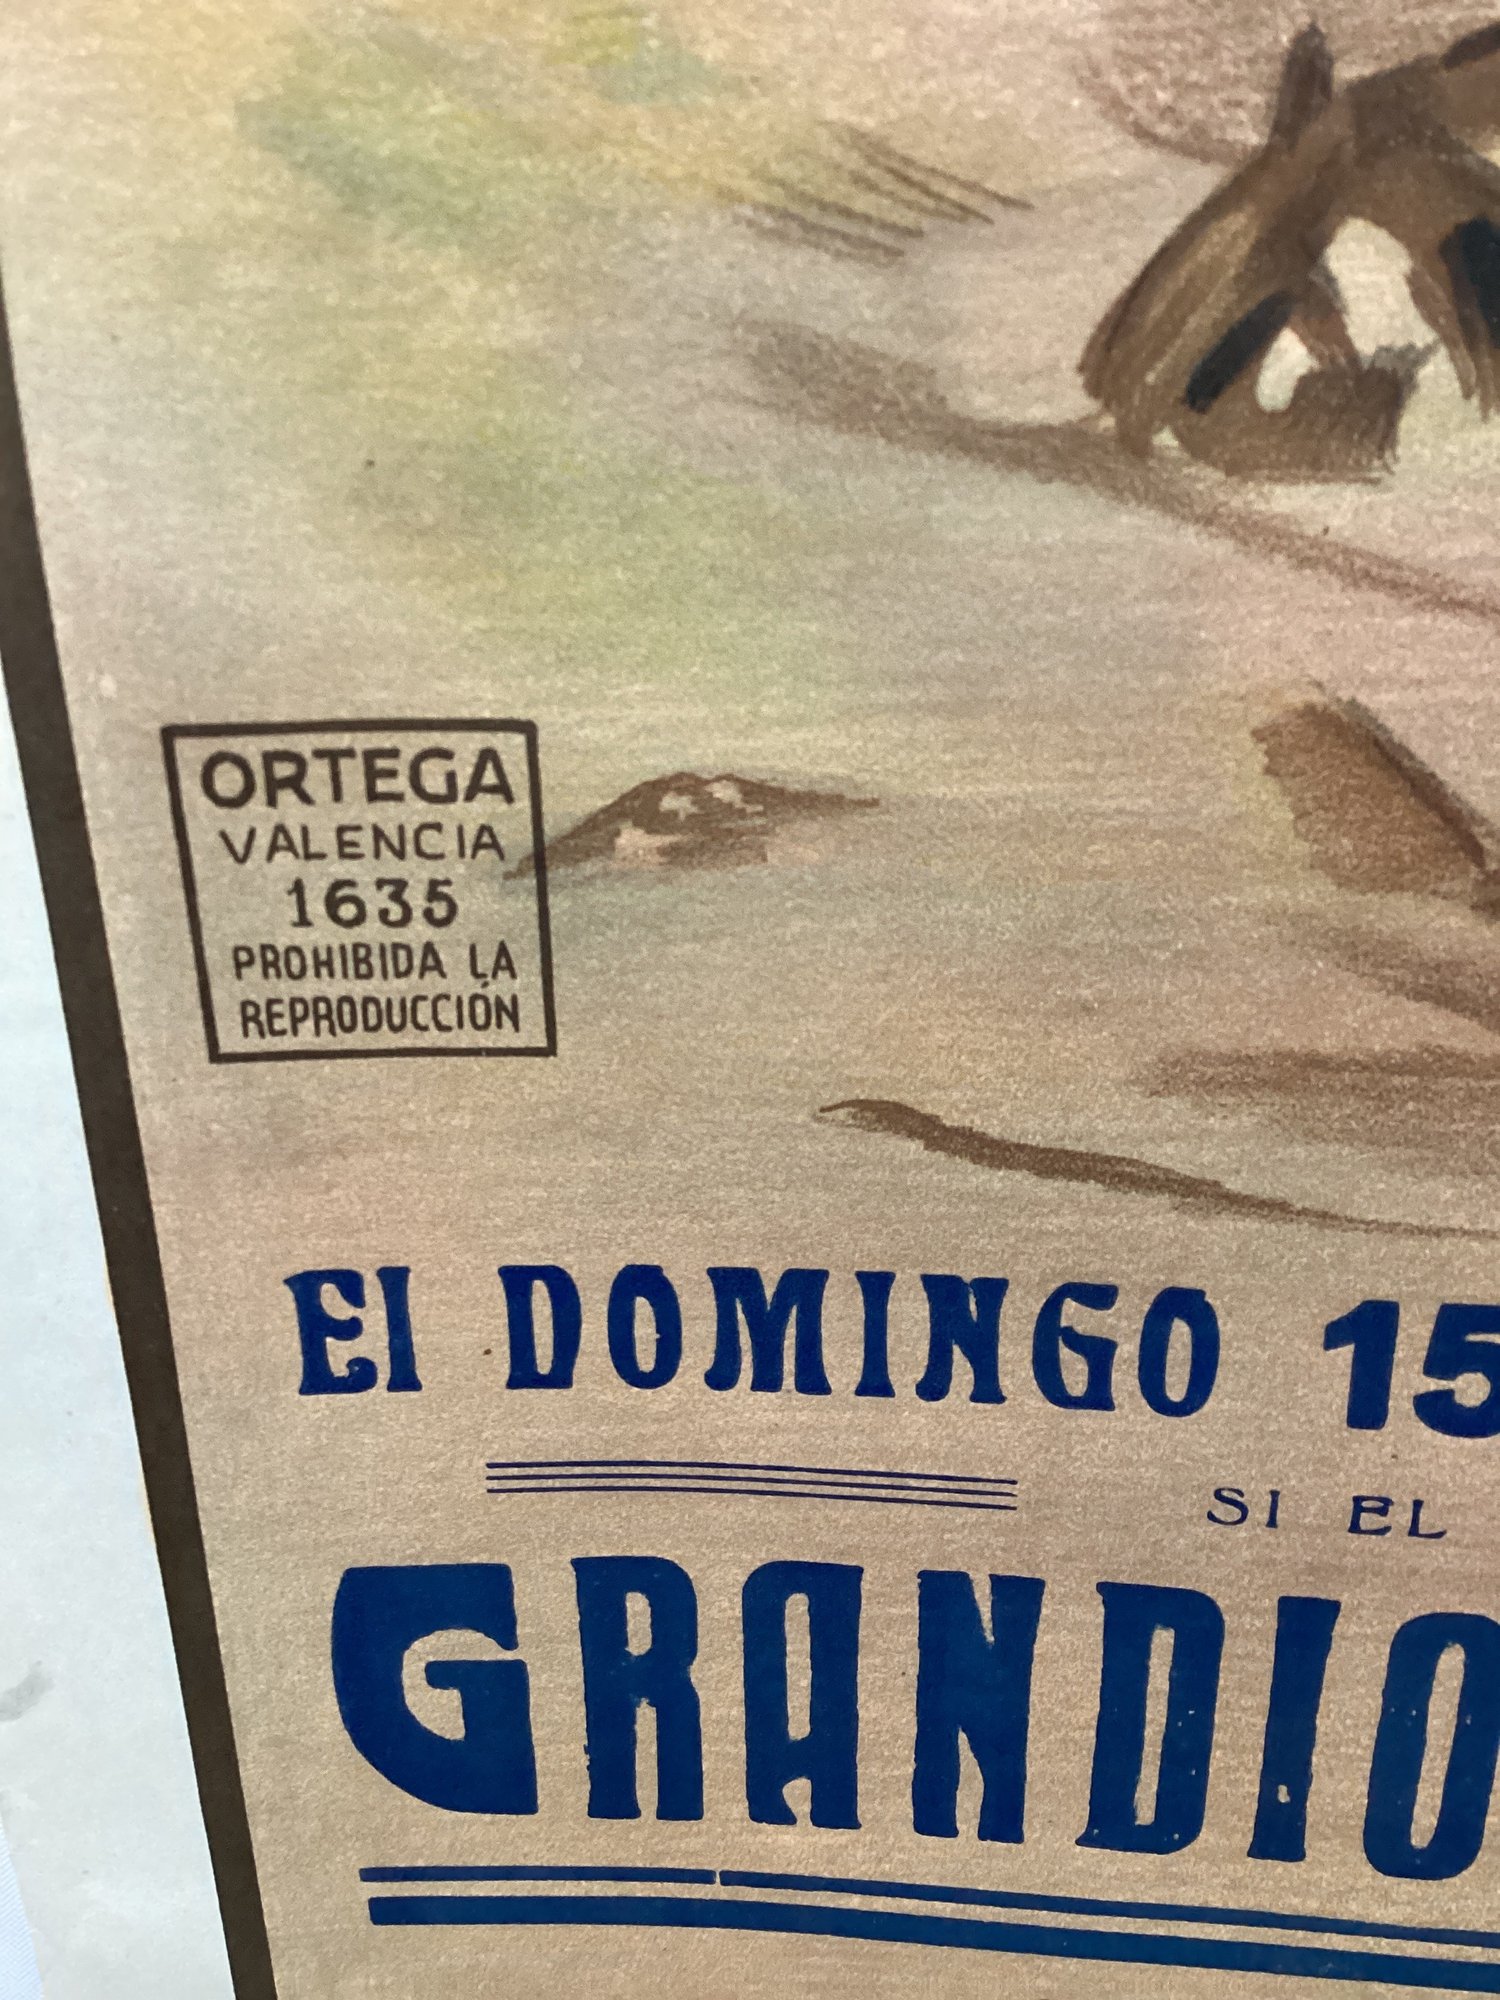 ORTEGA
VALENCIA
1635
PROHIBIDA LA
REPRODUCCIÓN
El DOMINGO 15
SI EL
GRANDIO